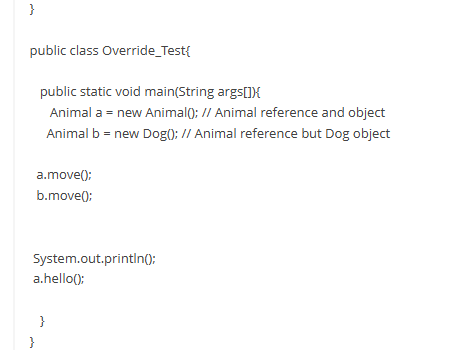 }
public class Override_Test{
public static void main(String args[]){
Animal a = new Animal(); // Animal reference and object
Animal b = new Dog(); // Animal reference but Dog object
a.move();
b.move();
System.out.println();
a.hello();
}
}